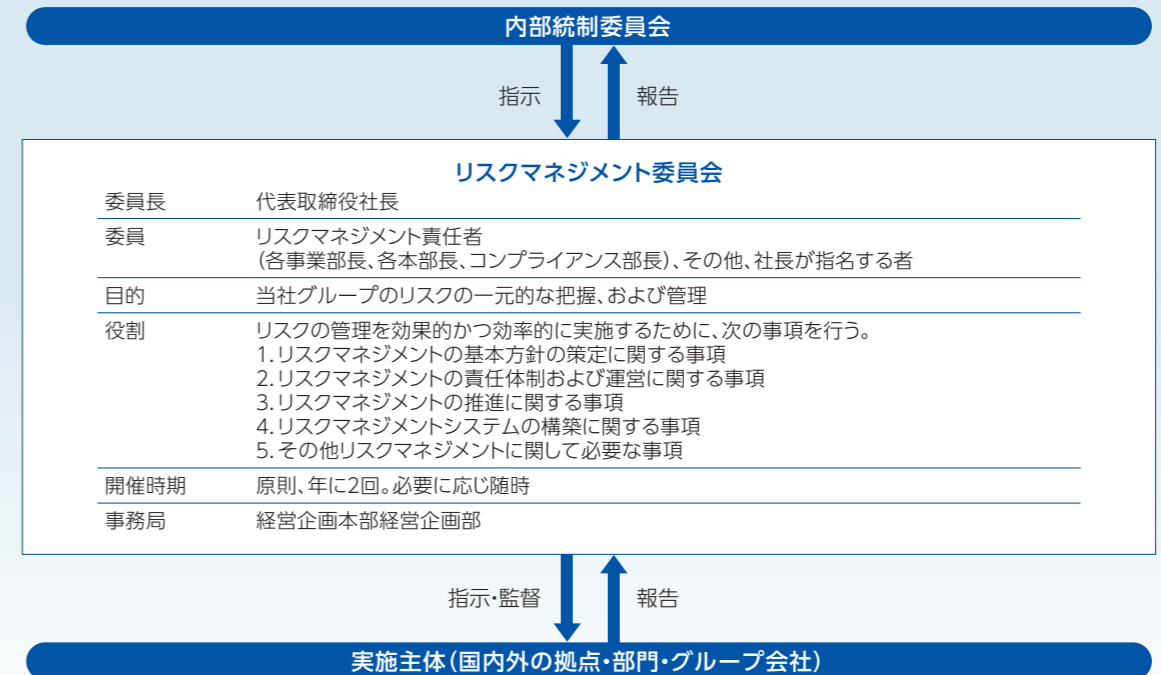 内部統制委員会
指示
報告
リスクマネジメント委員会
委員長 代表取締役社長
委員 リスクマネジメント責任者
（各事業部長、各本部長、コンプライアンス部長）、その他、社長が指名する者
目的 当社グループのリスクの一元的な把握、および管理
役割 リスクの管理を効果的かつ効率的に実施するために、次の事項を行う。
1.リスクマネジメントの基本方針の策定に関する事項
2.リスクマネジメントの責任体制および運営に関する事項
3.リスクマネジメントの推進に関する事項
4.リスクマネジメントシステムの構築に関する事項
5.その他リスクマネジメントに関して必要な事項
開催時期 原則、年に2回。必要に応じ随時
事務局 経営企画本部経営企画部
指示・監督
報告
実施主体（国内外の拠点・部門・グループ会社）